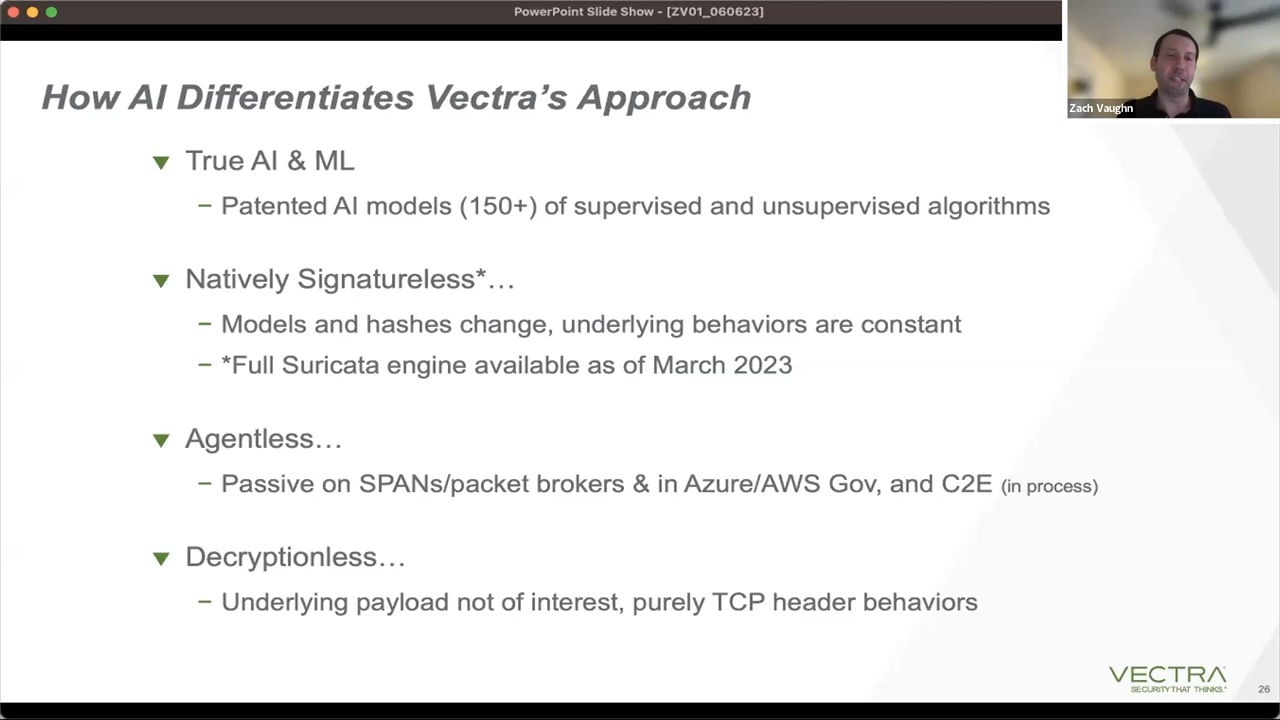 PowerPoint Slide Show - [ZV01_060623]
Zach Vaughn
How AI Differentiates Vectra's Approach
True AI & ML
– Patented AI models (150+) of supervised and unsupervised algorithms
Natively Signatureless*…
– Models and hashes change, underlying behaviors are constant
– *Full Suricata engine available as of March 2023
Agentless…
– Passive on SPANs/packet brokers & in Azure/AWS Gov, and C2E (in process)
Decryptionless…
– Underlying payload not of interest, purely TCP header behaviors
VECTRA
SECURITY THAT THINKS.
26